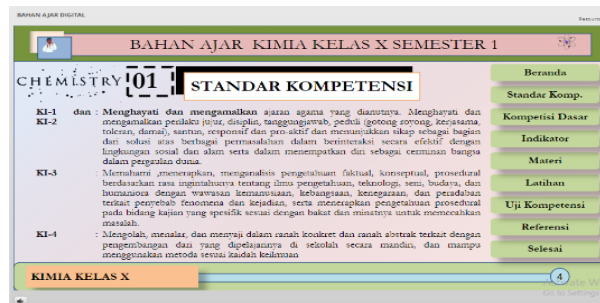 BAHAN AJAR DIGITAL
BAHAN AJAR KIMIA KELAS X SEMESTER 1
CHEMISTRY 01 STANDAR KOMPETENSI
KI-1 dan : Menghayati dan mengamalkan ajaran agama yang dianutnya. Menghayati dan
KI-2 mengamalkan perilaku jujur, disiplin, tanggungjawab, peduli (gotong royong, kerjasama,
toleran, damai), santun, responsif dan pro-aktif dan menunjukkan sikap sebagai bagian
dari solusi atas berbagai permasalahan dalam berinteraksi secara efektif dengan
lingkungan sosial dan alam serta dalam menempatkan diri sebagai cerminan bangsa
dalam pergaulan dunia.
KI-3 : Memahami ,menerapkan, menganalisis pengetahuan faktual, konseptual, prosedural
berdasarkan rasa ingintahunya tentang ilmu pengetahuan, teknologi, seni, budaya, dan
humaniora dengan wawasan kemanusiaan, kebangsaan, kenegaraan, dan peradaban
terkait penyebab fenomena dan kejadian, serta menerapkan pengetahuan prosedural
pada bidang kajian yang spesifik sesuai dengan bakat dan minatnya untuk memecahkan
masalah.
KI-4 : Mengolah, menalar, dan menyaji dalam ranah konkret dan ranah abstrak terkait dengan
pengembangan dari yang dipelajarinya di sekolah secara mandiri, dan mampu
menggunakan metoda sesuai kaidah keilmuan
Beranda
Standar Komp.
Kompetisi Dasar
Indikator
Materi
Latihan
Uji Kompetensi
Referensi
Selesai
KIMIA KELAS X
4
Go to Settings